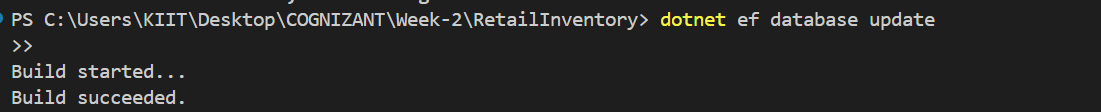 PS C:\Users\KIIT\Desktop\COGNIZANT\Week-2\RetailInventory> dotnet ef database update
>>
Build started...
Build succeeded.